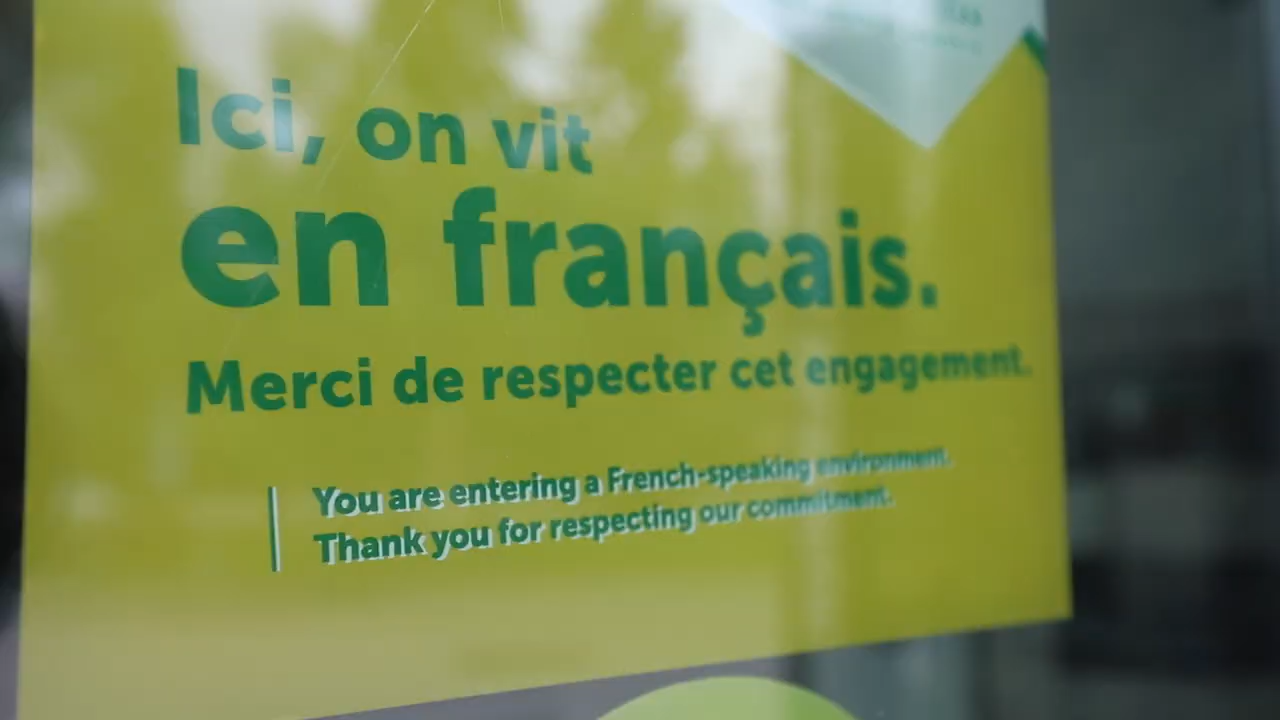 Ici, on vit
en français.
Merci de respecter cet engagement.
You are entering a French-speaking environment.
Thank you for respecting our commitment.